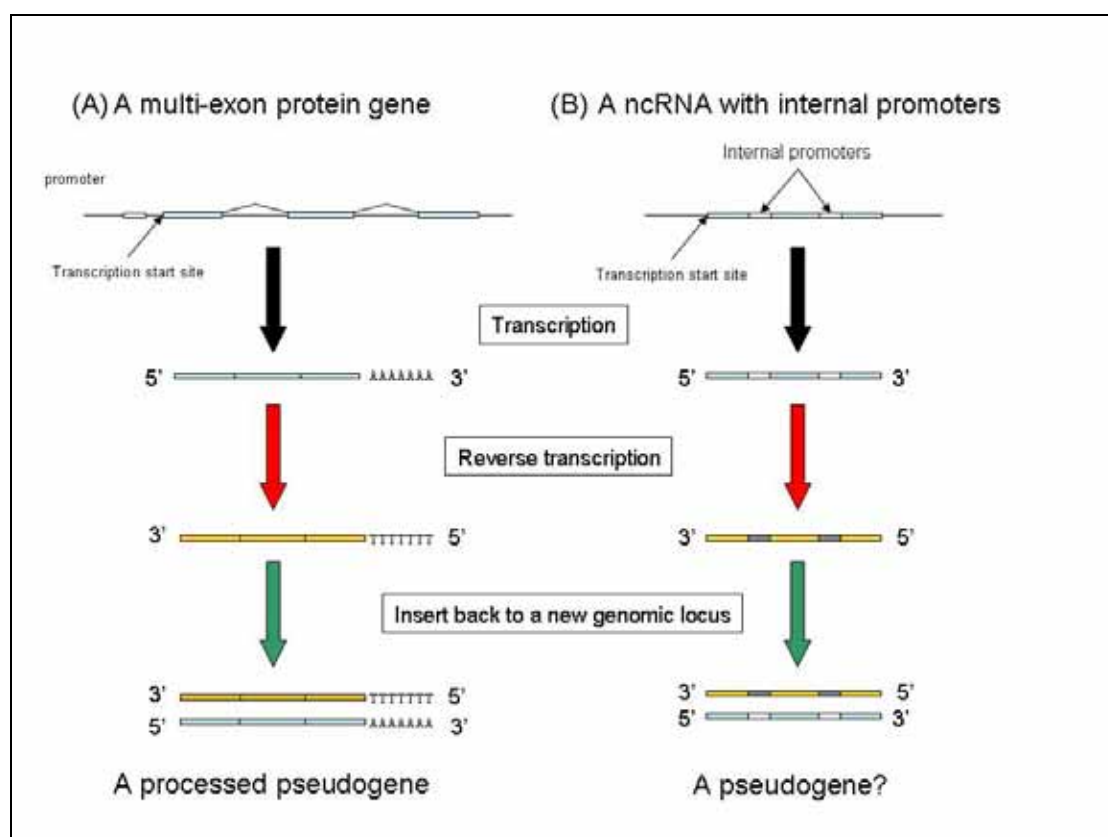 (A) A multi-exon protein gene
(B) A ncRNA with internal promoters
Internal promoters
promoter
Transcription start site
Transcription start site
Transcription
5’ AAAAAAA 3’
5’ 3’
Reverse transcription
3’ TTTTTTT 5’
3’ 5’
Insert back to a new genomic locus
3’ TTTTTTT 5’
3’ 5’
5’ AAAAAAA 3’
5’ 3’
A processed pseudogene
A pseudogene?